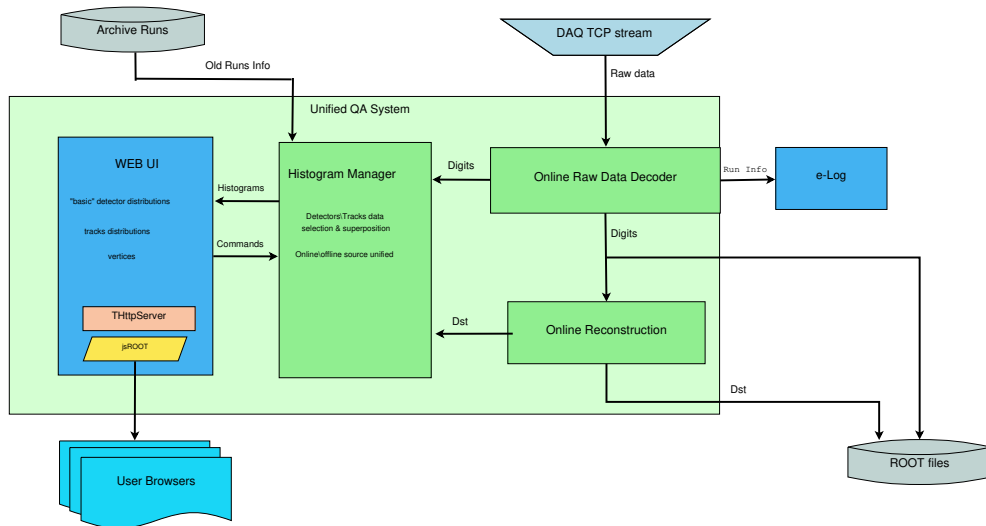 Archive Runs
DAQ TCP stream
Old Runs Info
Raw data
Unified QA System
WEB UI
"basic" detector distributions
tracks distributions
vertices
THttpServer
jsROOT
Histograms
Commands
Histogram Manager
Detectors\Tracks data
selection & superposition
Online\offline source unified
Digits
Online Raw Data Decoder
Run Info
e-Log
Digits
Dst
Online Reconstruction
Dst
User Browsers
ROOT files